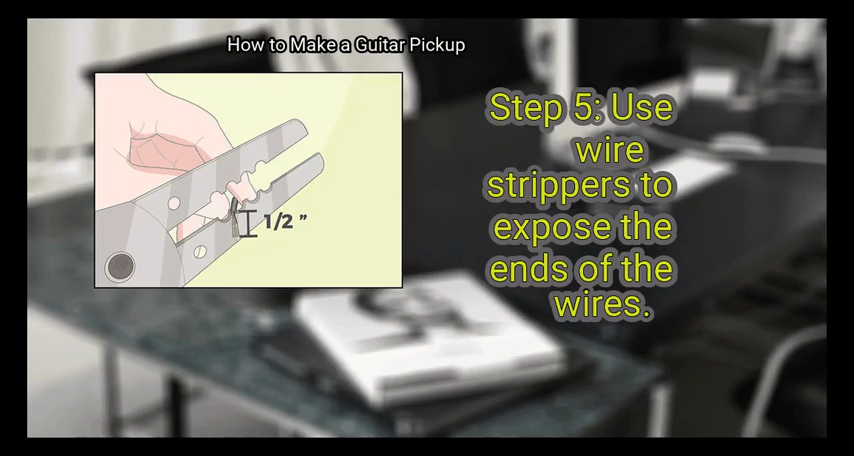 How to Make a Guitar Pickup
Step 5: Use
wire
strippers to
expose the
ends of the
wires.
1/2 ”